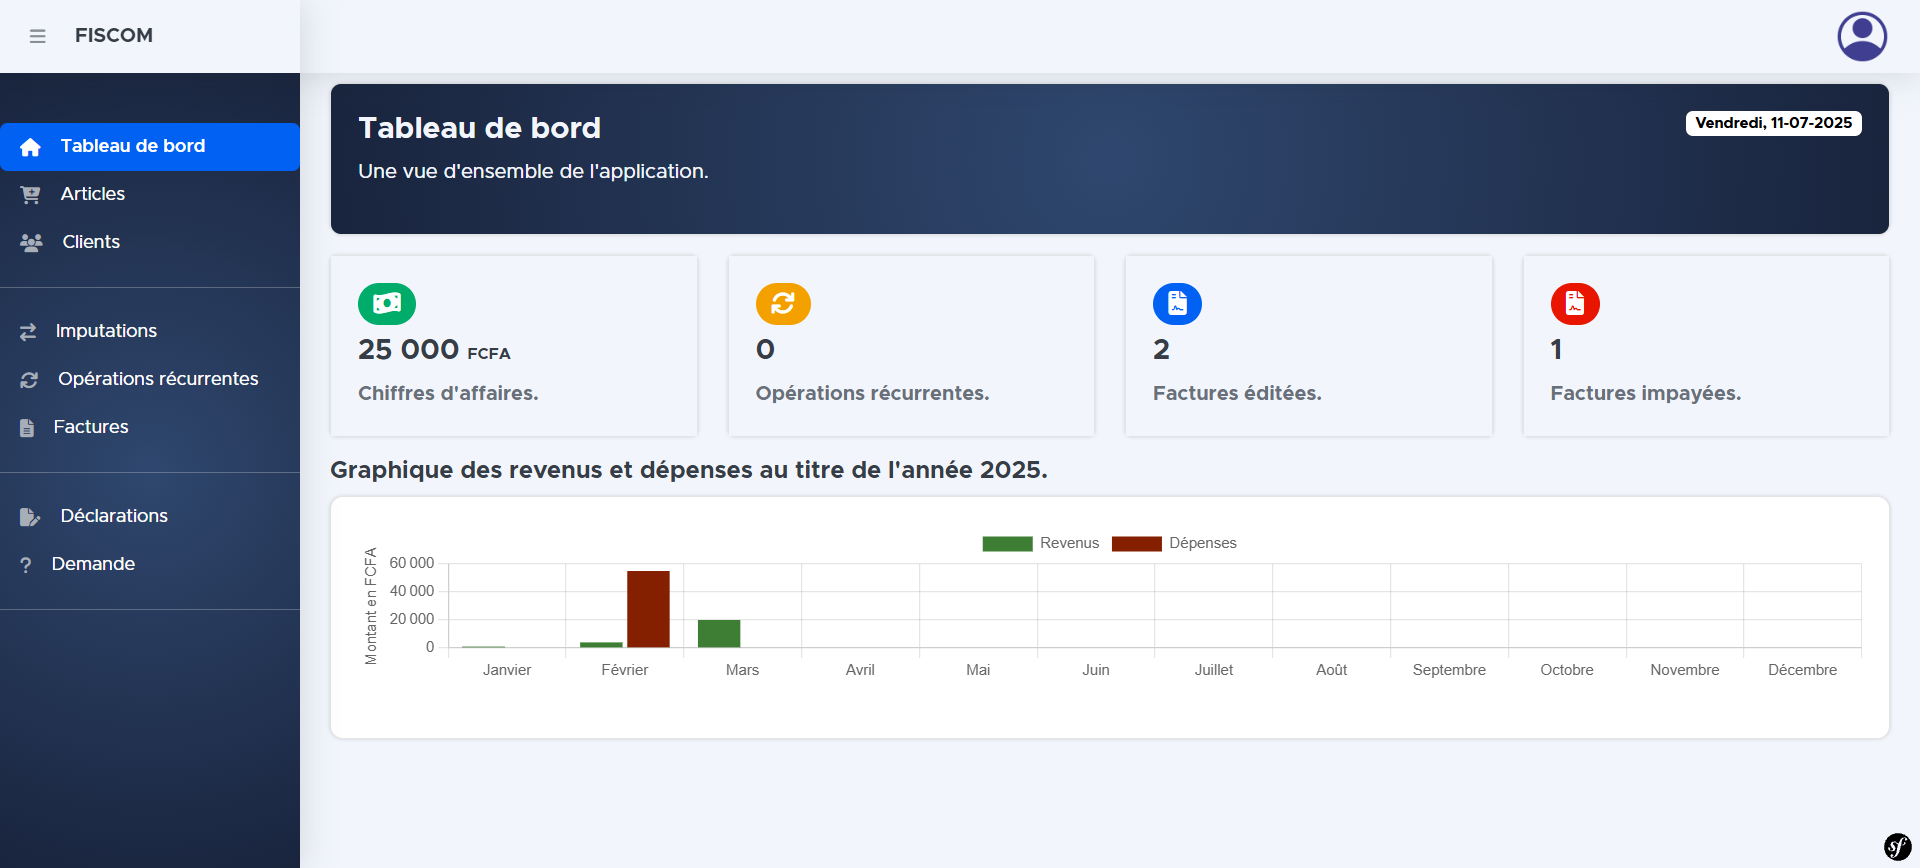 FISCOM
Tableau de bord
Articles
Clients
Imputations
Opérations récurrentes
Factures
Déclarations
? Demande
Tableau de bord
Vendredi, 11-07-2025
Une vue d'ensemble de l'application.
25 000 FCFA
Chiffres d'affaires.
0
Opérations récurrentes.
2
Factures éditées.
1
Factures impayées.
Graphique des revenus et dépenses au titre de l'année 2025.
Revenus Dépenses
Montant en FCFA
60 000
40 000
20 000
0
Janvier Février Mars Avril Mai Juin Juillet Août Septembre Octobre Novembre Décembre
sf